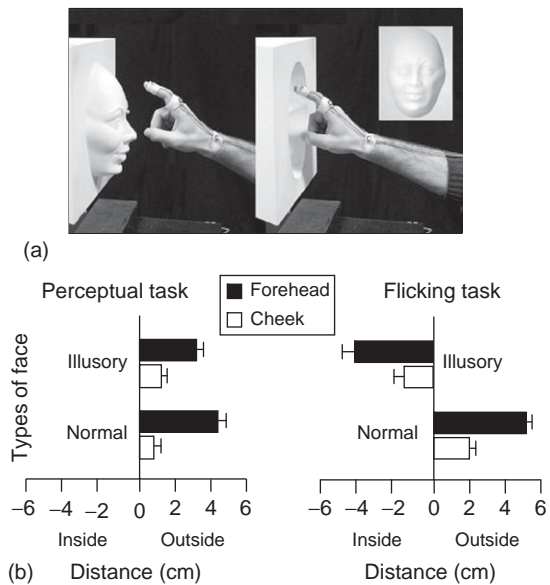 (a)
Perceptual task
Forehead
Cheek
Flicking task
Types of face
Illusory
Normal
Illusory
Normal
−6 −4 −2 0 2 4 6
−6 −4 −2 0 2 4 6
Inside Outside
Inside Outside
(b) Distance (cm)
Distance (cm)